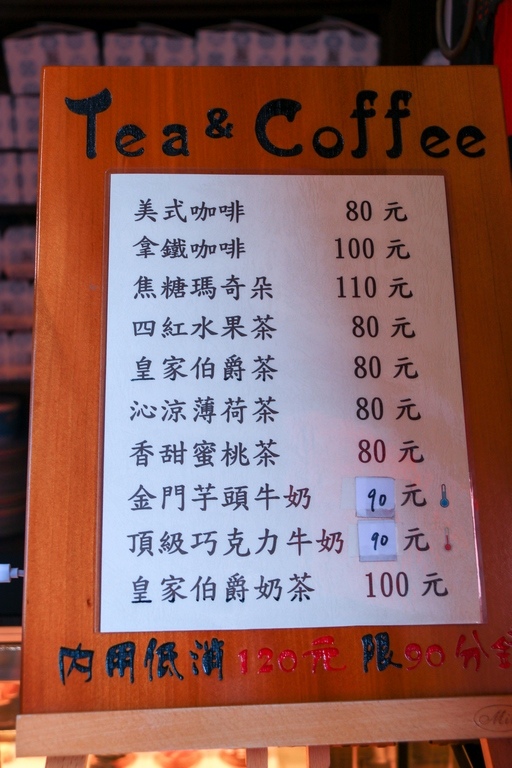 Tea & Coffee
美式咖啡 80 元
拿鐵咖啡 100 元
焦糖瑪奇朵 110 元
四紅水果茶 80 元
皇家伯爵茶 80 元
沁涼薄荷茶 80 元
香甜蜜桃茶 80 元
金門芋頭牛奶 90 元
頂級巧克力牛奶 90 元
皇家伯爵奶茶 100 元
內用低消120元 限90分鐘